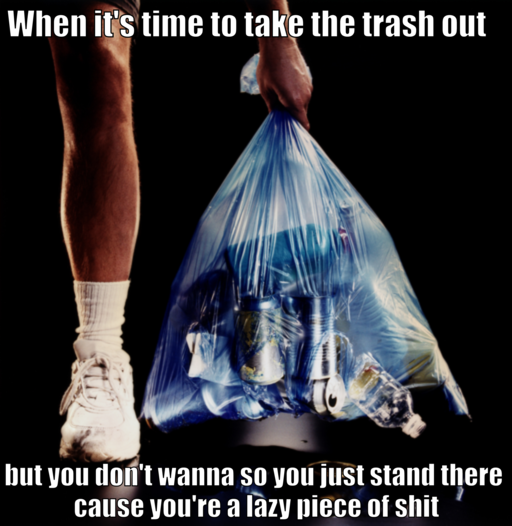 When it's time to take the trash out
but you don't wanna so you just stand there
cause you're a lazy piece of shit